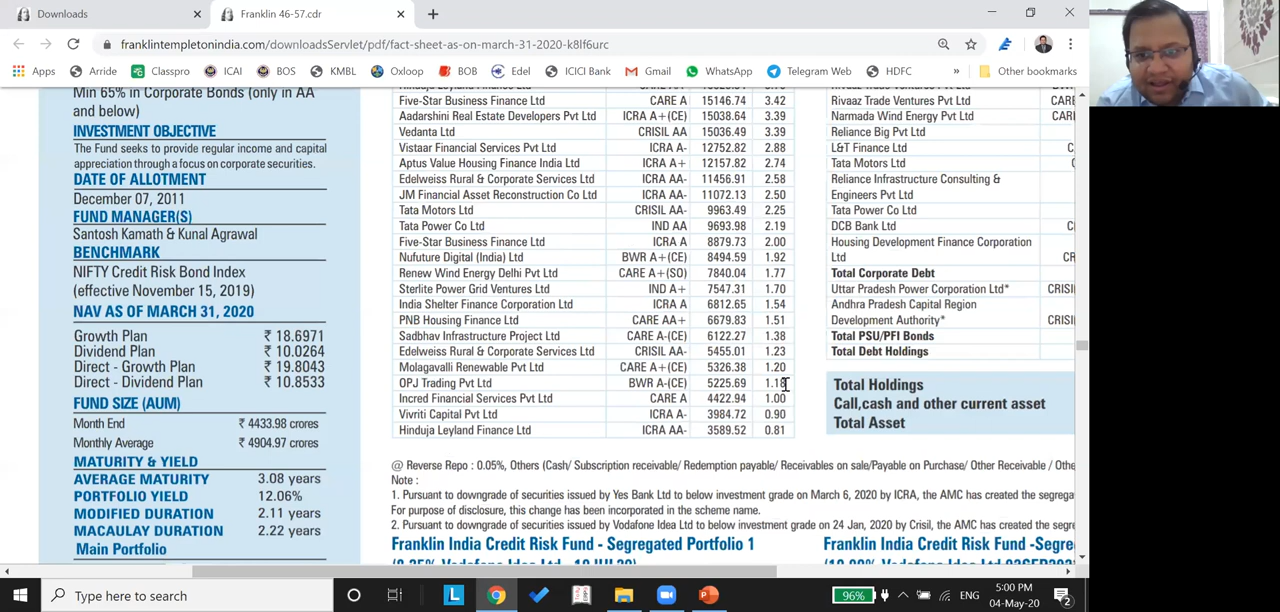 Downloads
Franklin 46-57.cdr
franklintempletonindia.com/downloadsServlet/pdf/fact-sheet-as-on-march-31-2020-k8lf6urc
Apps Arride Classpro ICAI BOS KMBL Oxloop BOB Edel ICICI Bank Gmail WhatsApp Telegram Web HDFC » Other bookmarks
Min 65% in Corporate Bonds (only in AA
and below)
INVESTMENT OBJECTIVE
The Fund seeks to provide regular income and capital
appreciation through a focus on corporate securities.
DATE OF ALLOTMENT
December 07, 2011
FUND MANAGER(S)
Santosh Kamath & Kunal Agrawal
BENCHMARK
NIFTY Credit Risk Bond Index
(effective November 15, 2019)
NAV AS OF MARCH 31, 2020
Growth Plan ₹ 18.6971
Dividend Plan ₹ 10.0264
Direct - Growth Plan ₹ 19.8043
Direct - Dividend Plan ₹ 10.8533
FUND SIZE (AUM)
Month End ₹ 4433.98 crores
Monthly Average ₹ 4904.97 crores
MATURITY & YIELD
AVERAGE MATURITY 3.08 years
PORTFOLIO YIELD 12.06%
MODIFIED DURATION 2.11 years
MACAULAY DURATION 2.22 years
Main Portfolio
Five-Star Business Finance Ltd CARE A 15146.74 3.42
Aadarshini Real Estate Developers Pvt Ltd ICRA A+(CE) 15038.64 3.39
Vedanta Ltd CRISIL AA 15036.49 3.39
Vistaar Financial Services Pvt Ltd ICRA A- 12752.82 2.88
Aptus Value Housing Finance India Ltd ICRA A+ 12157.82 2.74
Edelweiss Rural & Corporate Services Ltd ICRA AA- 11456.91 2.58
JM Financial Asset Reconstruction Co Ltd ICRA AA- 11072.13 2.50
Tata Motors Ltd CRISIL AA- 9963.49 2.25
Tata Power Co Ltd IND AA 9693.98 2.19
Five-Star Business Finance Ltd ICRA A 8879.73 2.00
Nufuture Digital (India) Ltd BWR A+(CE) 8494.59 1.92
Renew Wind Energy Delhi Pvt Ltd CARE A+(SO) 7840.04 1.77
Sterlite Power Grid Ventures Ltd IND A+ 7547.31 1.70
India Shelter Finance Corporation Ltd ICRA A 6812.65 1.54
PNB Housing Finance Ltd CARE AA+ 6679.83 1.51
Sadbhav Infrastructure Project Ltd CARE A-(CE) 6122.27 1.38
Edelweiss Rural & Corporate Services Ltd CRISIL AA- 5455.01 1.23
Molagavalli Renewable Pvt Ltd CARE A+(CE) 5326.38 1.20
OPJ Trading Pvt Ltd BWR A-(CE) 5225.69 1.18
Incred Financial Services Pvt Ltd CARE A 4422.94 1.00
Vivriti Capital Pvt Ltd ICRA A- 3984.72 0.90
Hinduja Leyland Finance Ltd ICRA AA- 3589.52 0.81
Rivaaz Trade Ventures Pvt Ltd CARE
Narmada Wind Energy Pvt Ltd CARE
Reliance Big Pvt Ltd
L&T Finance Ltd C
Tata Motors Ltd
Reliance Infrastructure Consulting &
Engineers Pvt Ltd
Tata Power Co Ltd
DCB Bank Ltd
Housing Development Finance Corporation
Ltd CR
Total Corporate Debt
Uttar Pradesh Power Corporation Ltd* CRISI
Andhra Pradesh Capital Region
Development Authority* CRISI
Total PSU/PFI Bonds
Total Debt Holdings
Total Holdings
Call,cash and other current asset
Total Asset
@ Reverse Repo : 0.05%, Others (Cash/ Subscription receivable/ Redemption payable/ Receivables on sale/Payable on Purchase/ Other Receivable / Othe
Note :
1. Pursuant to downgrade of securities issued by Yes Bank Ltd to below investment grade on March 6, 2020 by ICRA, the AMC has created the segrega
For purpose of disclosure, this change has been incorporated in the scheme name.
2. Pursuant to downgrade of securities issued by Vodafone Idea Ltd to below investment grade on 24 Jan, 2020 by Crisil, the AMC has created the segre
Franklin India Credit Risk Fund - Segregated Portfolio 1
Franklin India Credit Risk Fund -Segre
Type here to search
96%
ENG
5:00 PM
04-May-20
2